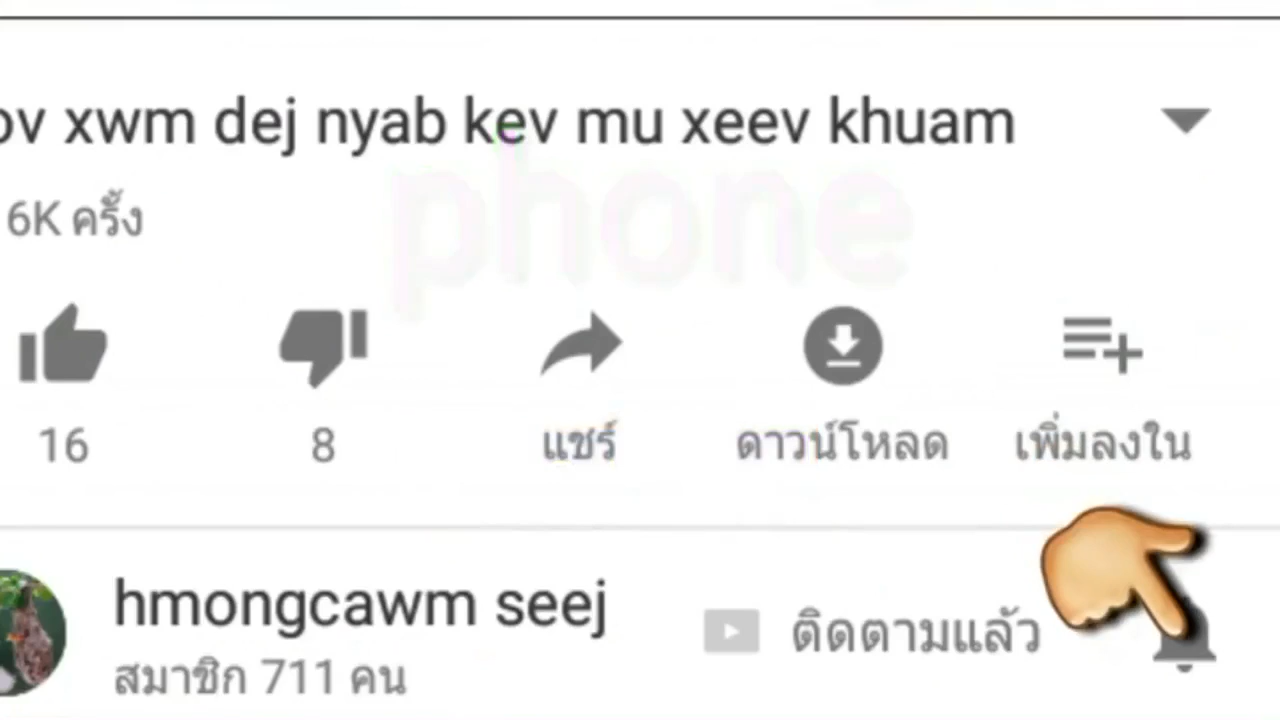 xwm dej nyab kev mu xeev khuam
phone
6K ครั้ง
16 8 แชร์ ดาวน์โหลด เพิ่มลงใน
hmongcawm seej ติดตามแล้ว
สมาชิก 711 คน